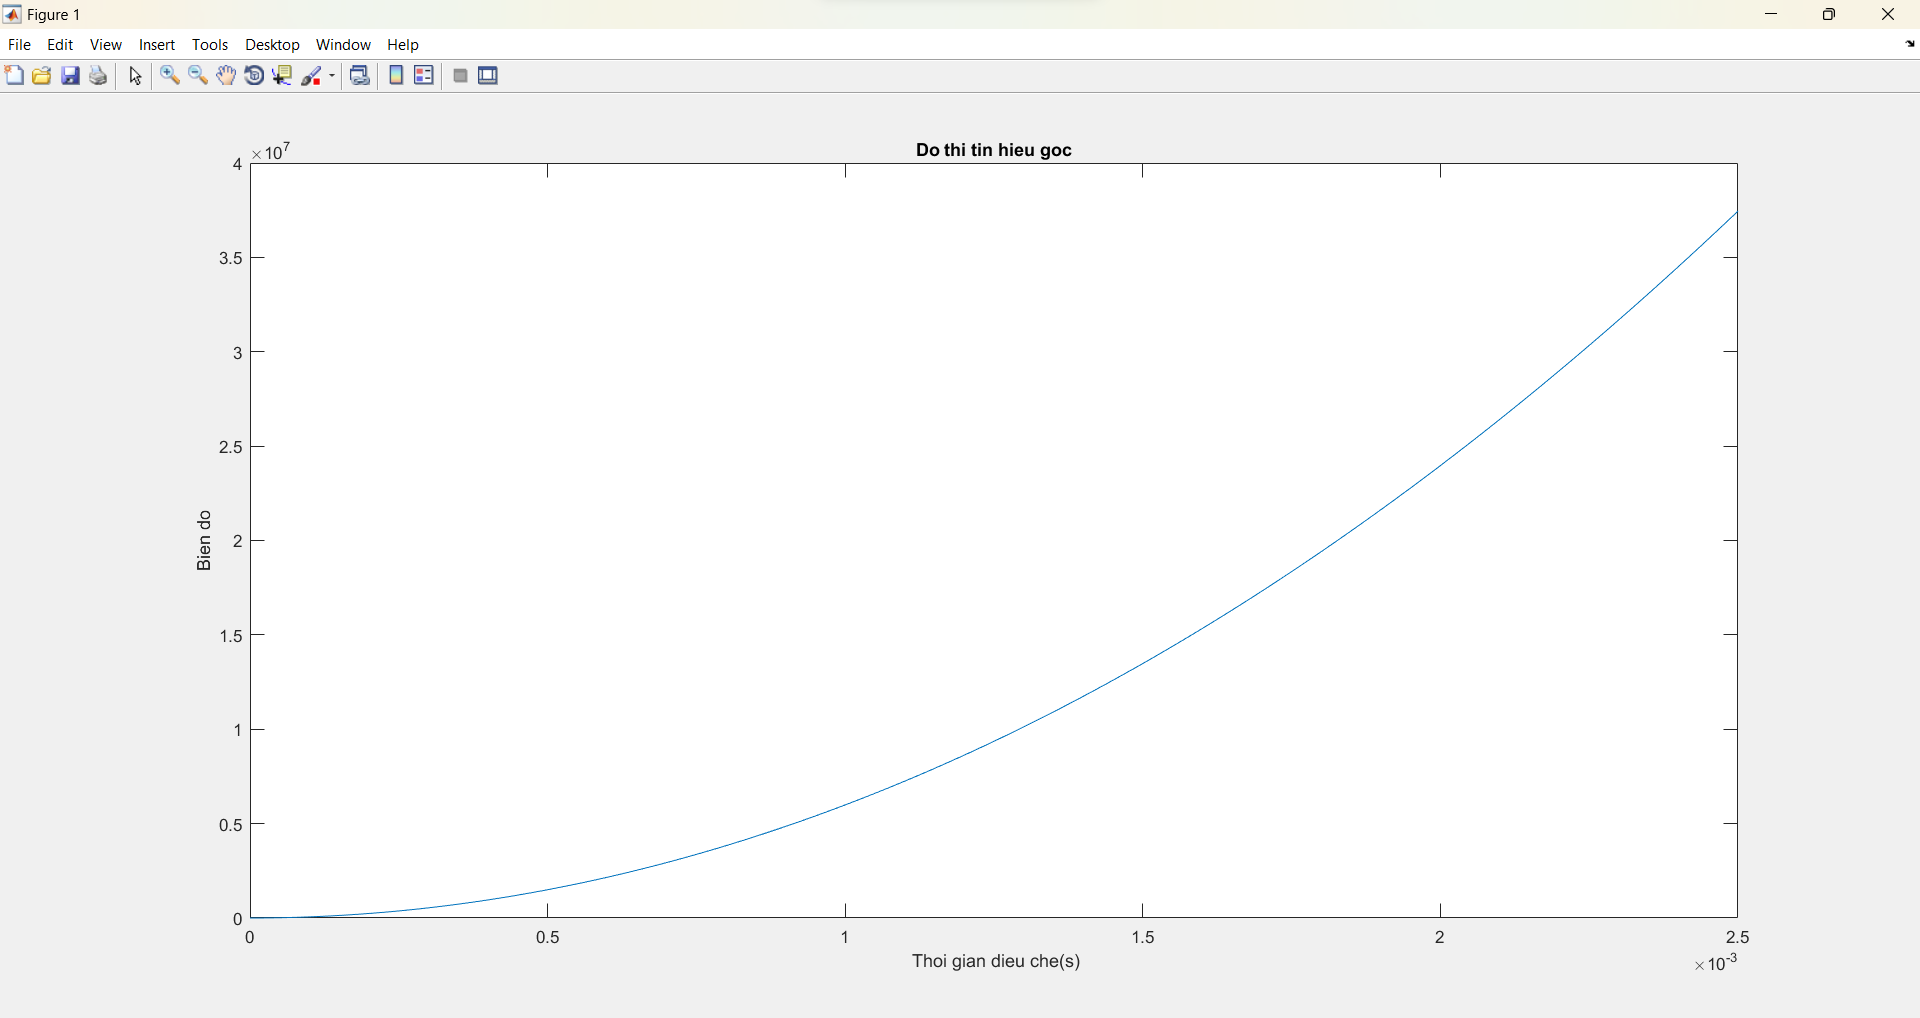 Figure 1
File Edit View Insert Tools Desktop Window Help
×10⁷
Do thi tin hieu goc
4
3.5
3
2.5
2
1.5
1
0.5
0
Bien do
0 0.5 1 1.5 2 2.5
Thoi gian dieu che(s)
×10⁻³